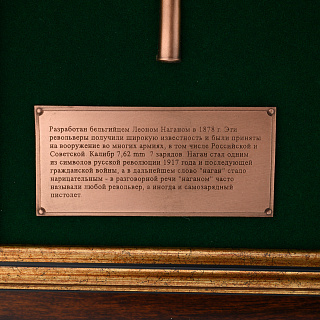 Разработан бельгийцем Леоном Наганом в 1878 г. Эти
револьверы получили широкую известность и были приняты
на вооружение во многих армиях, в том числе Российской и
Советской. Калибр 7,62 mm 7 зарядов. Наган стал одним
из символов русской революции 1917 года и последующей
гражданской войны, а в дальнейшем слово "наган" стало
нарицательным - в разговорной речи "наганом" часто
называли любой револьвер, а иногда и самозарядный
пистолет.